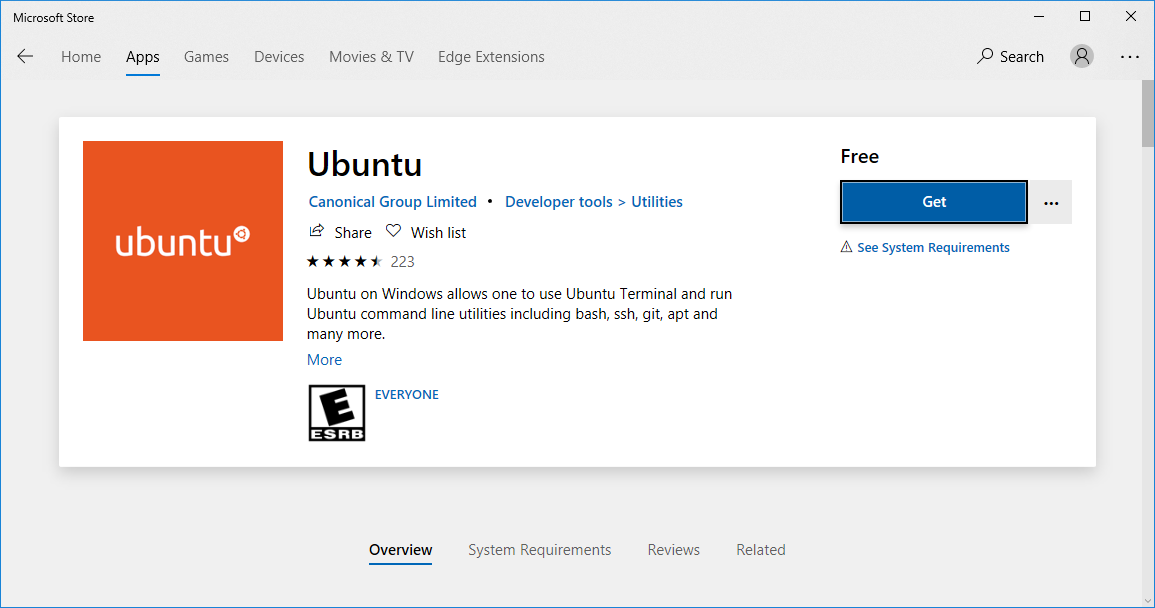 Microsoft Store
Home Apps Games Devices Movies & TV Edge Extensions Search
ubuntu
Ubuntu
Canonical Group Limited • Developer tools > Utilities
Share Wish list
223
Ubuntu on Windows allows one to use Ubuntu Terminal and run
Ubuntu command line utilities including bash, ssh, git, apt and
many more.
More
E
ESRB
EVERYONE
Free
Get
See System Requirements
Overview System Requirements Reviews Related